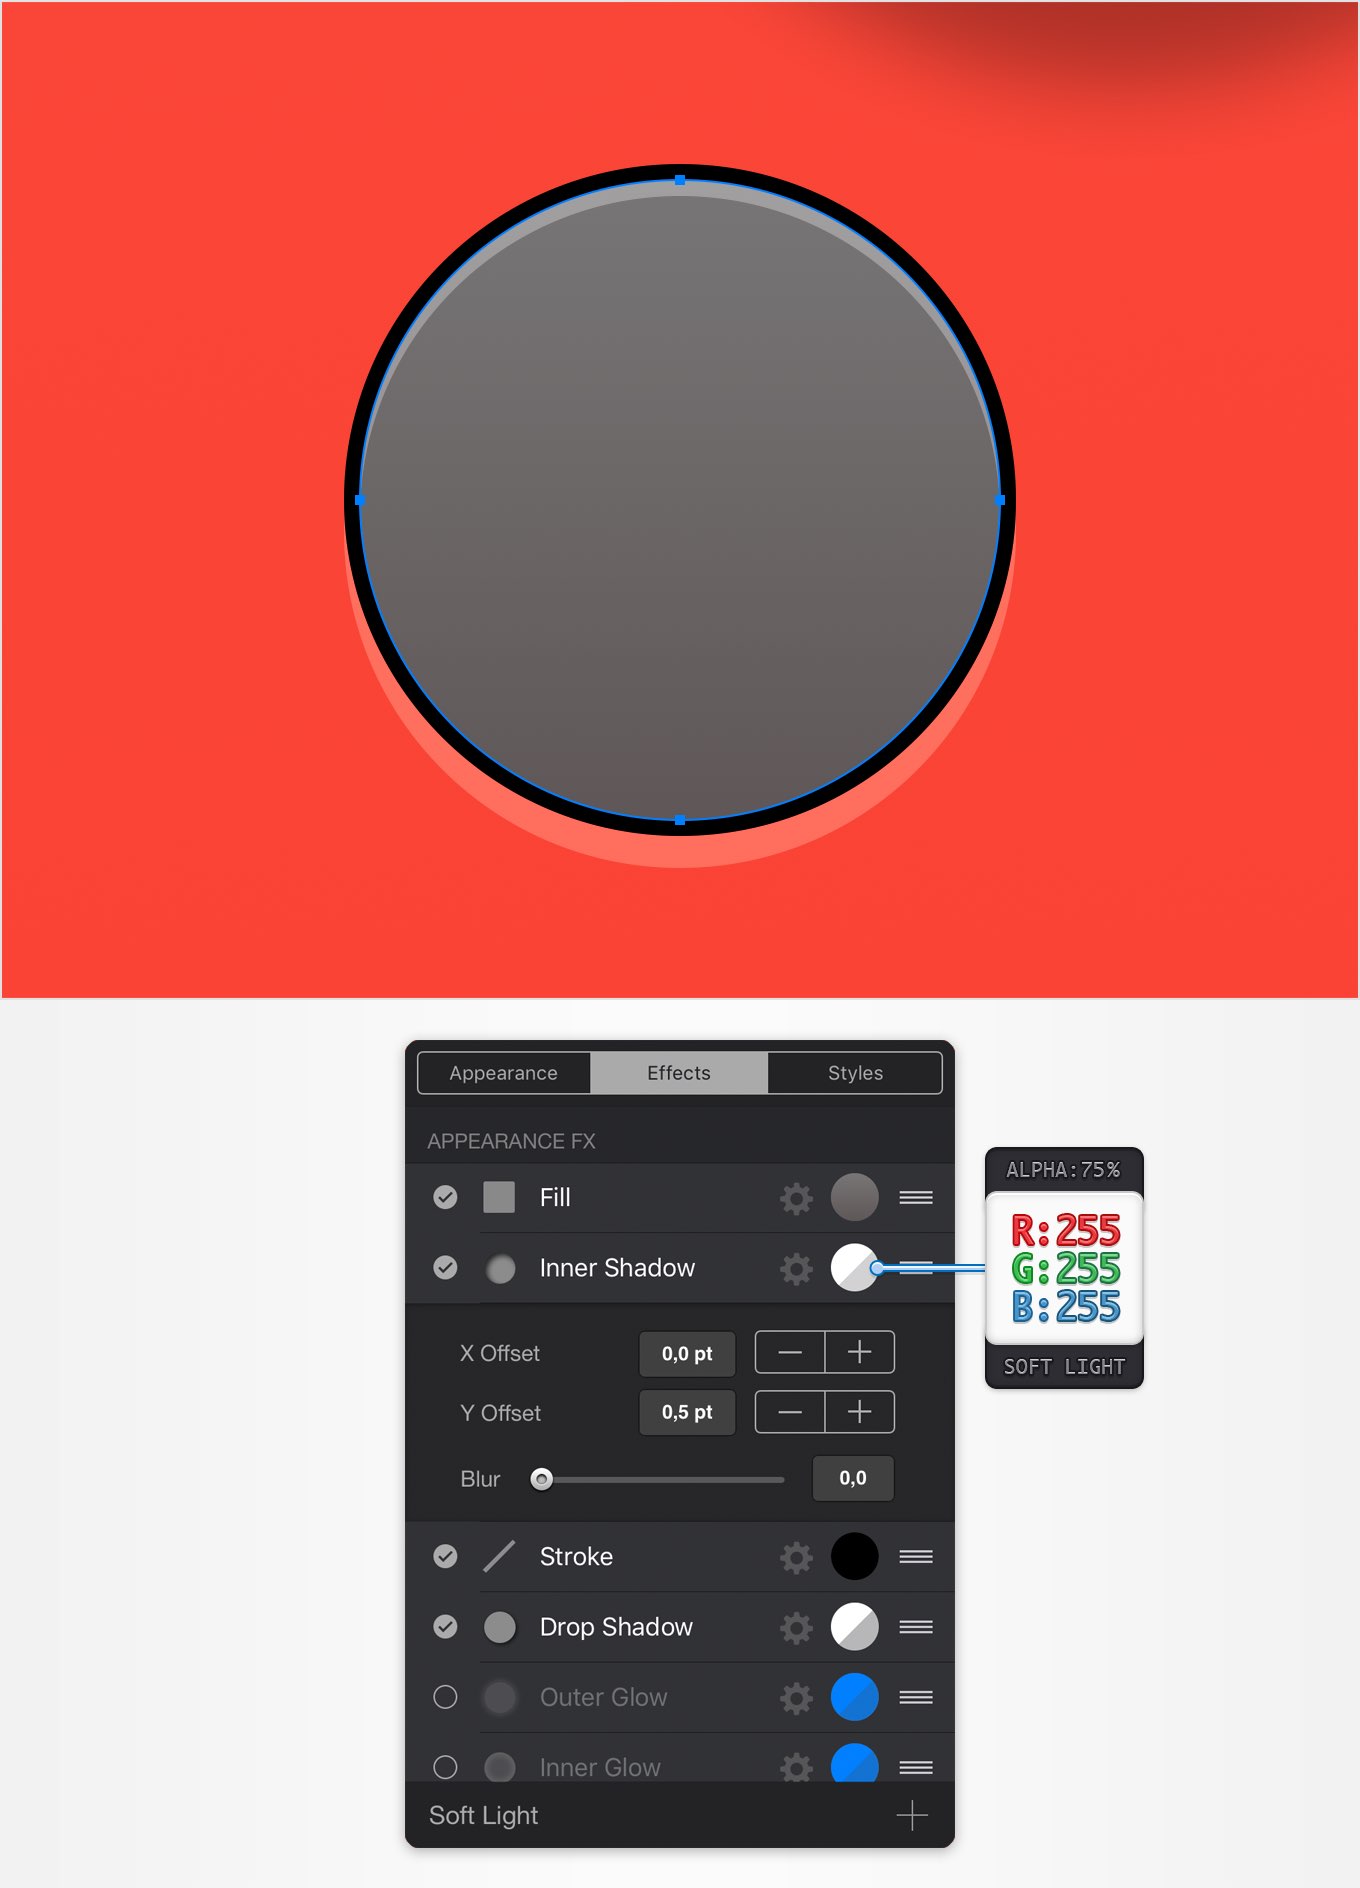 Appearance
Effects
Styles
APPEARANCE FX
ALPHA:75%
Fill
R:255
G:255
B:255
Inner Shadow
X Offset
0,0 pt
SOFT LIGHT
Y Offset
0,5 pt
Blur
0,0
Stroke
Drop Shadow
Outer Glow
Inner Glow
Soft Light